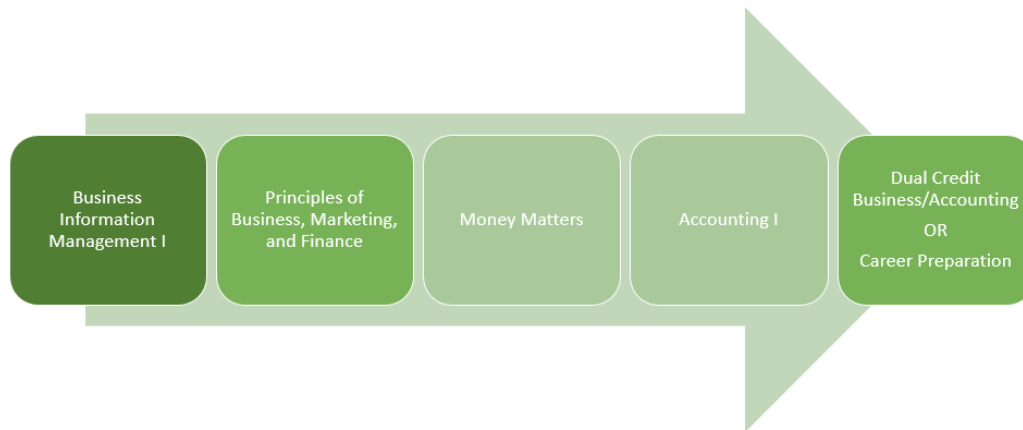 Business
Information
Management I
Principles of
Business, Marketing,
and Finance
Money Matters
Accounting I
Dual Credit
Business/Accounting
OR
Career Preparation